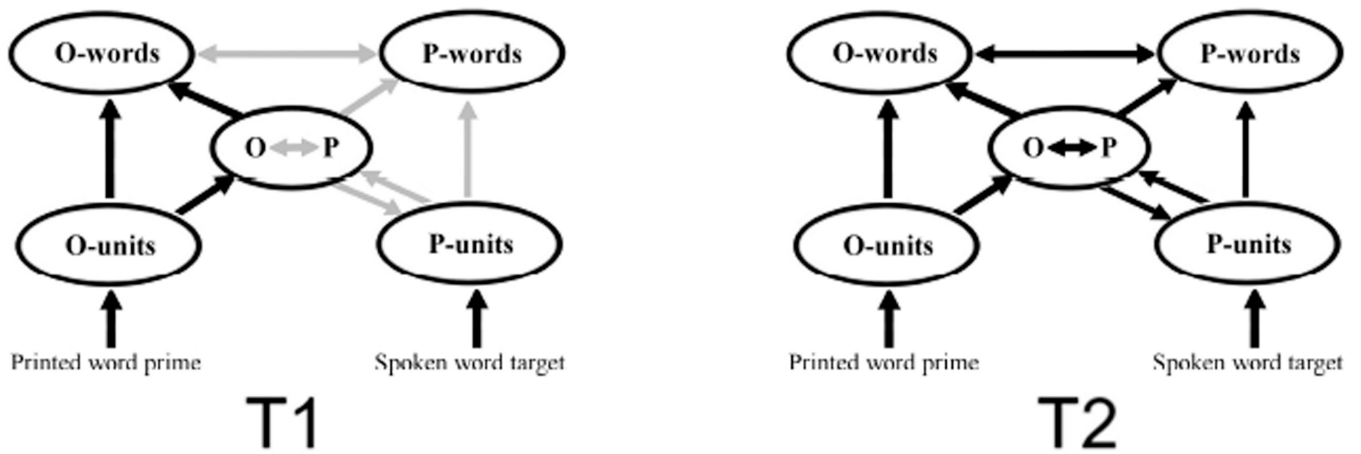 O-words P-words O-words P-words
O P O P
O-units P-units O-units P-units
Printed word prime Spoken word target Printed word prime Spoken word target
T1 T2